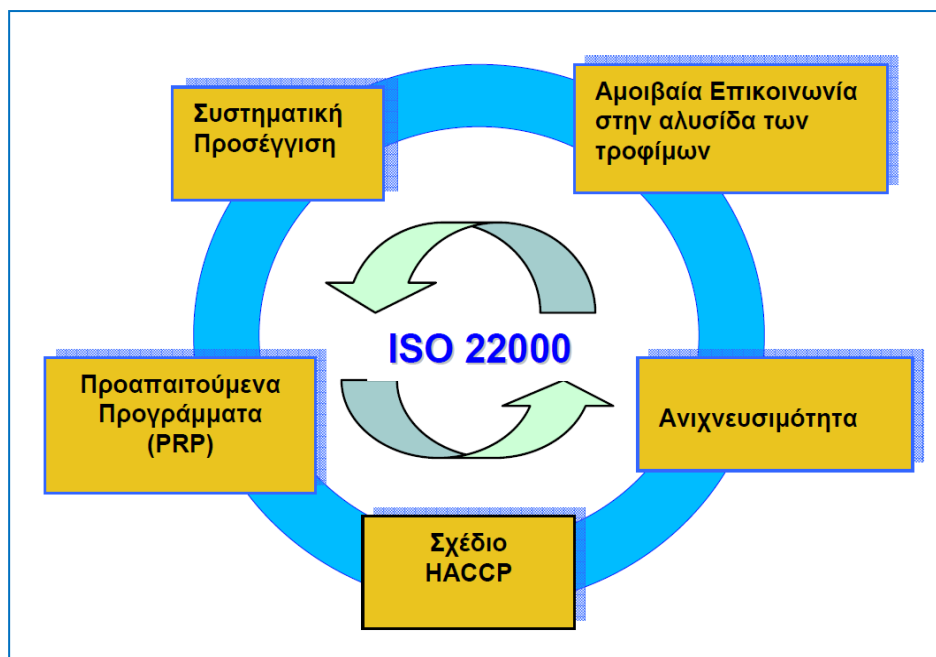 Συστηματική
Προσέγγιση
Αμοιβαία Επικοινωνία
στην αλυσίδα των
τροφίμων
ISO 22000
Προαπαιτούμενα
Προγράμματα
(PRP)
Ανιχνευσιμότητα
Σχέδιο
HACCP